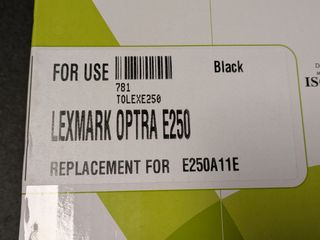 FOR USE
781
TOLEXE250
Black
LEXMARK OPTRA E250
REPLACEMENT FOR E250A11E